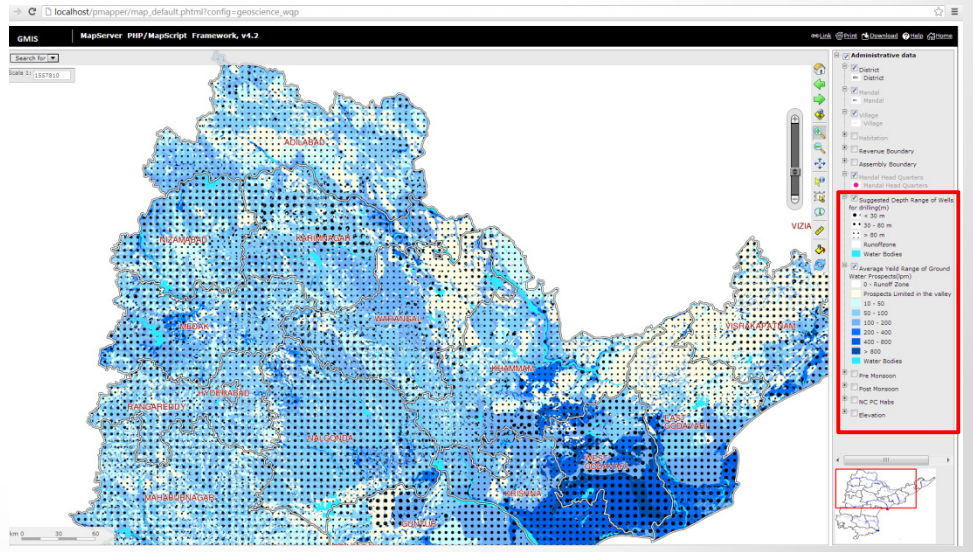 localhost/pmapper/map_default.phtml?config=geoscience_wqp
GMIS
MapServer PHP/MapScript Framework, v4.2
Link Print Download Help Home
Search for
Scale 1: 1557810
ADILABAD
NIZAMABAD
KARIMNAGAR
MEDAK
WARANGAL
KHAMMAM
HYDERABAD
RANGAREDDY
NALGONDA
MAHABUBNAGAR
KRISHNA
GUNTUR
WEST
GODAVARI
EAST
GODAVARI
VISHAKAPATNAM
VIZIA
km 0 30 60
Administrative data
District
District
Mandal
Mandal
Village
Village
Habitation
Revenue Boundary
Assembly Boundary
Mandal Head Quarters
Mandal Head Quarters
Suggested Depth Range of Wells
for drilling(m)
< 30 m
30 - 80 m
> 80 m
Runoffzone
Water Bodies
Average Yeild Range of Ground
Water Prospects(lpm)
0 - Runoff Zone
Prospects Limited in the valley
10 - 50
50 - 100
100 - 200
200 - 400
400 - 800
> 800
Water Bodies
Pre Monsoon
Post Monsoon
NC PC Habs
Elevation